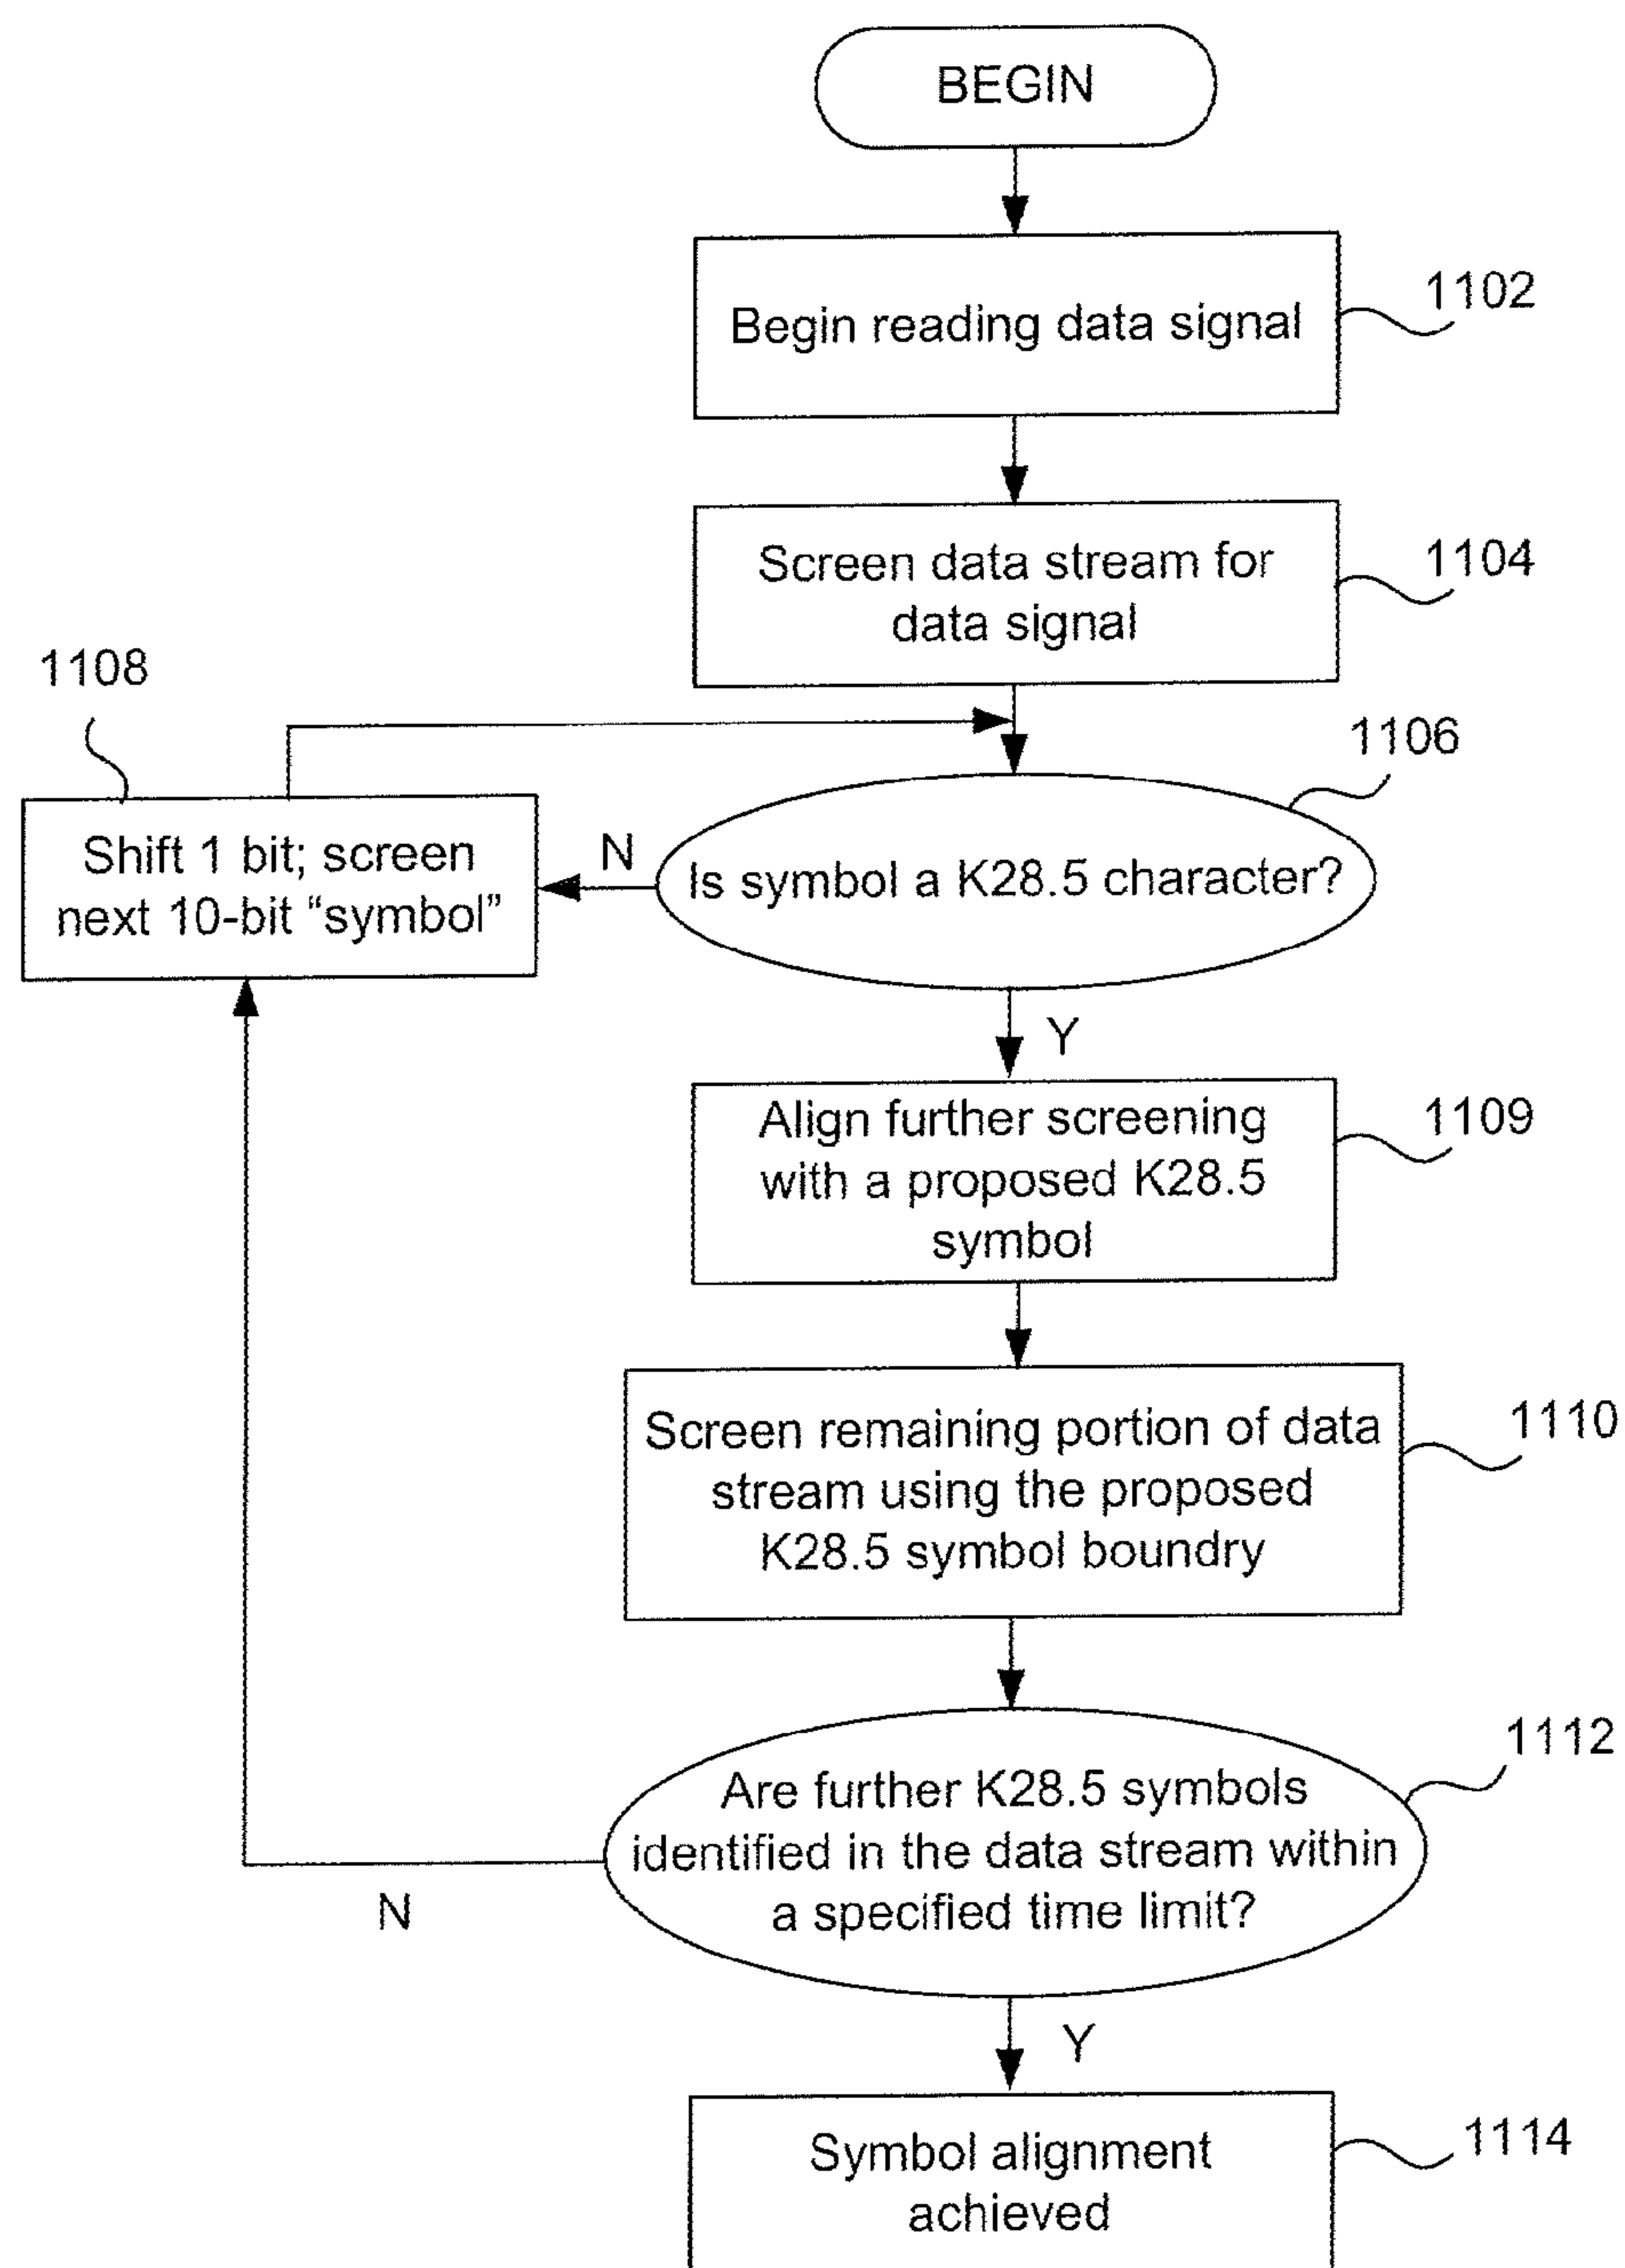 BEGIN
Begin reading data signal
1102
Screen data stream for
data signal
1104
1108
Shift 1 bit; screen
next 10-bit “symbol”
N
Is symbol a K28.5 character?
1106
Y
Align further screening
with a proposed K28.5
symbol
1109
Screen remaining portion of data
stream using the proposed
K28.5 symbol boundry
1110
Are further K28.5 symbols
identified in the data stream within
a specified time limit?
1112
N
Y
Symbol alignment
achieved
1114